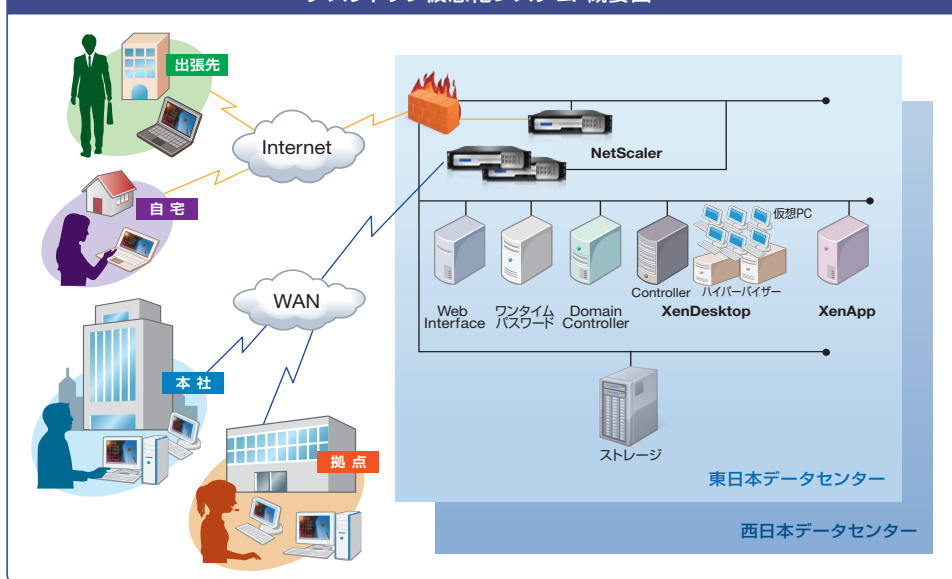 出張先
Internet
NetScaler
自宅
仮想PC
WAN
Controller
ハイパーバイザー
Web
Interface
ワンタイム
パスワード
Domain
Controller
XenDesktop
XenApp
本社
拠点
ストレージ
東日本データセンター
西日本データセンター